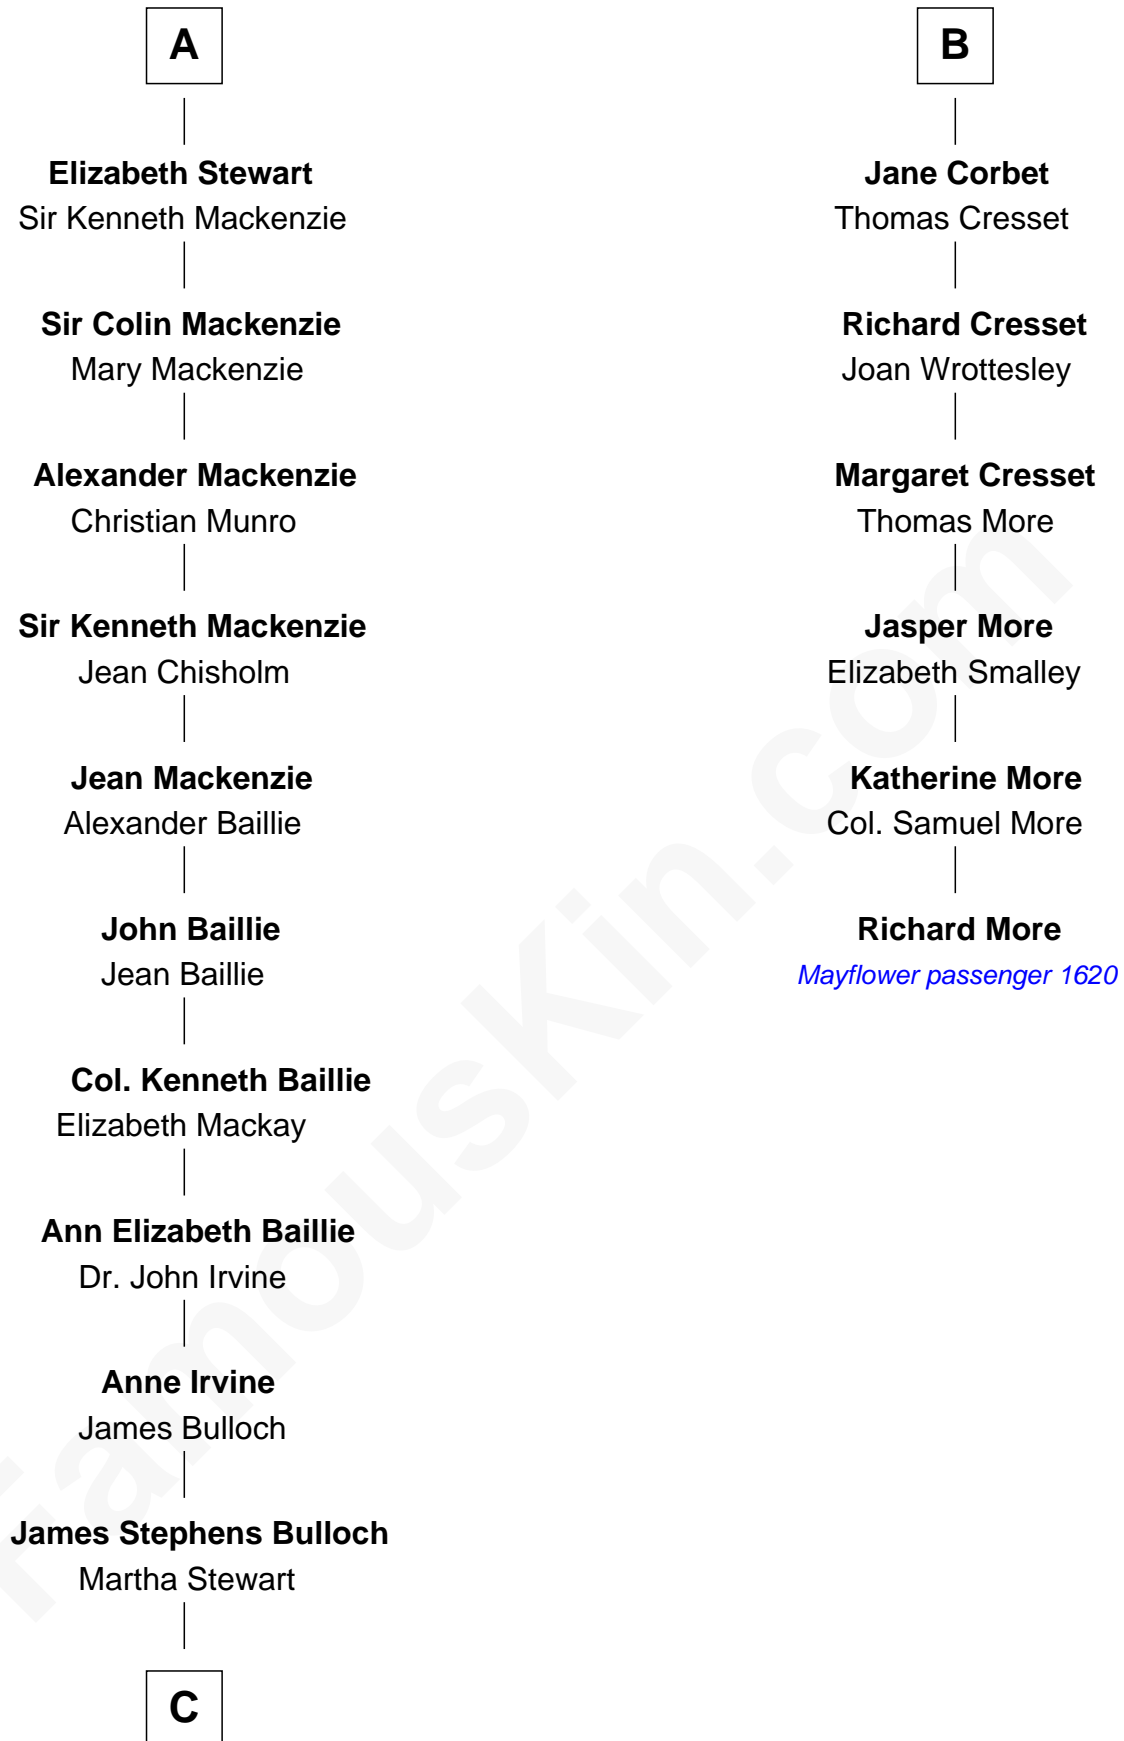 A
Elizabeth Stewart
Sir Kenneth Mackenzie
Sir Colin Mackenzie
Mary Mackenzie
Alexander Mackenzie
Christian Munro
Sir Kenneth Mackenzie
Jean Chisholm
Jean Mackenzie
Alexander Baillie
John Baillie
Jean Baillie
Col. Kenneth Baillie
Elizabeth Mackay
Ann Elizabeth Baillie
Dr. John Irvine
Anne Irvine
James Bulloch
James Stephens Bulloch
Martha Stewart
C
B
Jane Corbet
Thomas Cresset
Richard Cresset
Joan Wrottesley
Margaret Cresset
Thomas More
Jasper More
Elizabeth Smalley
Katherine More
Col. Samuel More
Richard More
Mayflower passenger 1620
FamousKin.com